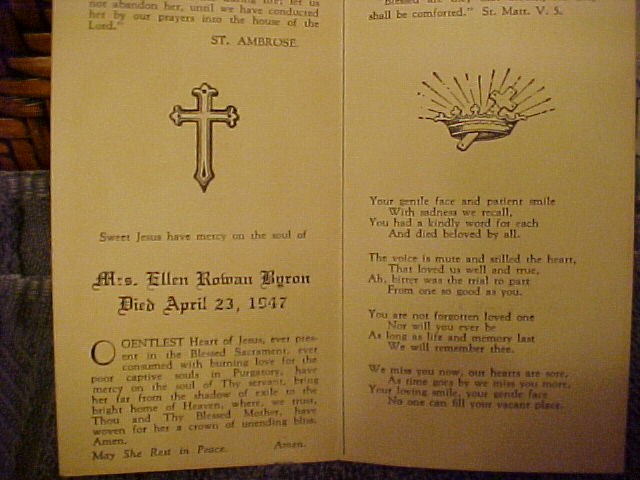 not abandon her, until we have conducted
her by our prayers into the house of the
Lord."
ST. AMBROSE.
Sweet Jesus have mercy on the soul of
Mrs. Ellen Rowan Byron
Died April 23, 1947
O GENTLEST Heart of Jesus, ever pres-
ent in the Blessed Sacrament, ever
consumed with burning love for the
poor captive souls in Purgatory, have
mercy on the soul of Thy servant, bring
her far from the shadow of exile to the
bright home of Heaven, where, we trust,
Thou and Thy Blessed Mother, have
woven for her a crown of unending bliss.
Amen.
May She Rest in Peace. Amen.
shall be comforted." St. Matt. V. 5.
Your gentle face and patient smile
With sadness we recall,
You had a kindly word for each
And died beloved by all.
The voice is mute and stilled the heart,
That loved us well and true,
Ah, bitter was the trial to part
From one so good as you.
You are not forgotten loved one
Nor will you ever be
As long as life and memory last
We will remember thee.
We miss you now, our hearts are sore,
As time goes by we miss you more,
Your loving smile, your gentle face
No one can fill your vacant place.